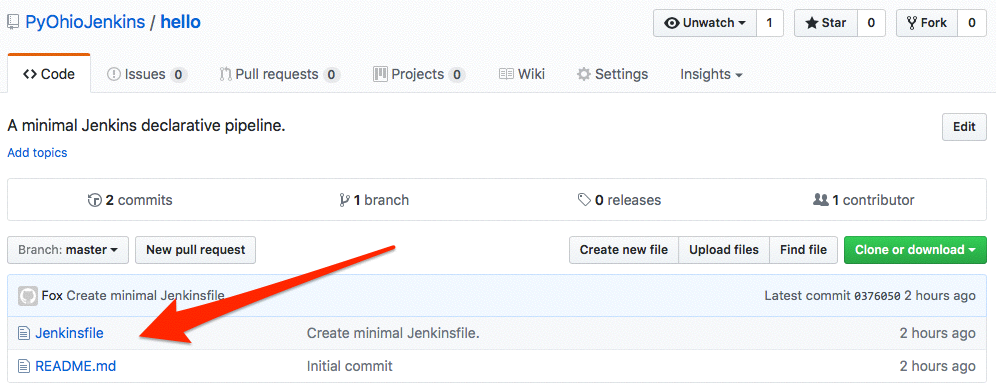 PyOhioJenkins / hello Unwatch 1 Star 0 Fork 0
Code Issues 0 Pull requests 0 Projects 0 Wiki Settings Insights
A minimal Jenkins declarative pipeline. Edit
Add topics
2 commits 1 branch 0 releases 1 contributor
Branch: master New pull request Create new file Upload files Find file Clone or download
Fox Create minimal Jenkinsfile. Latest commit 0376050 2 hours ago
Jenkinsfile Create minimal Jenkinsfile. 2 hours ago
README.md Initial commit 2 hours ago